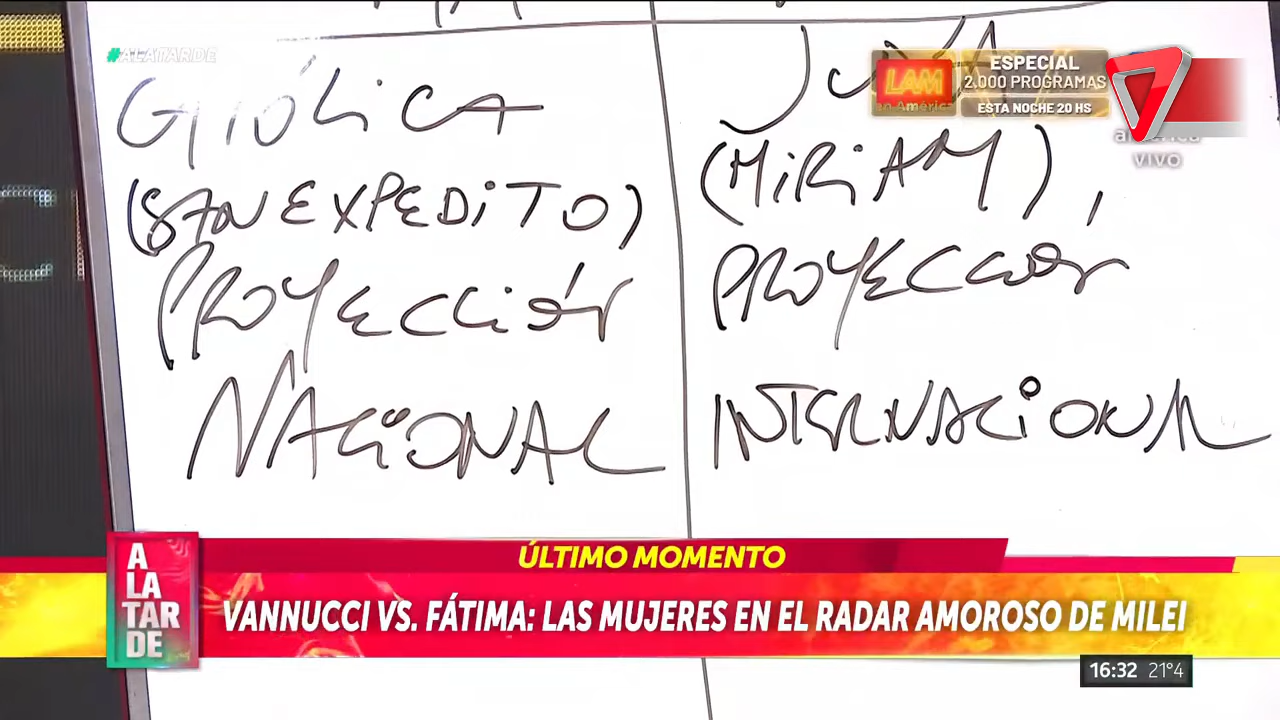 #ALATARDE
CATÓLICA
(SAN EXPEDITO)
PROYECCIÓN
NACIONAL
(MIRIAM),
PROYECCIÓN
INTERNACIONAL
LAM
en América
ESPECIAL
2.000 PROGRAMAS
ESTA NOCHE 20 HS
VIVO
A
LA
TAR
DE
ÚLTIMO MOMENTO
VANNUCCI VS. FÁTIMA: LAS MUJERES EN EL RADAR AMOROSO DE MILEI
16:32 21°4